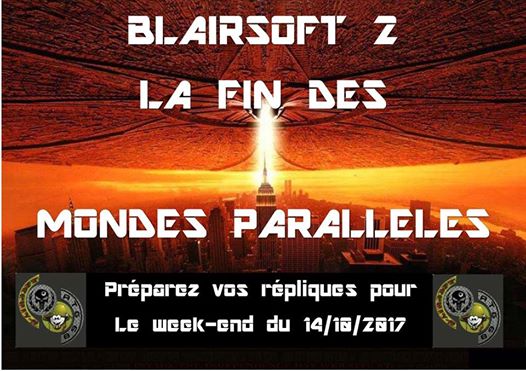 BLAIRSOFT 2
LA FIN DES
MONDES PARALLELES
Préparez vos répliques pour
Le week-end du 14/10/2017